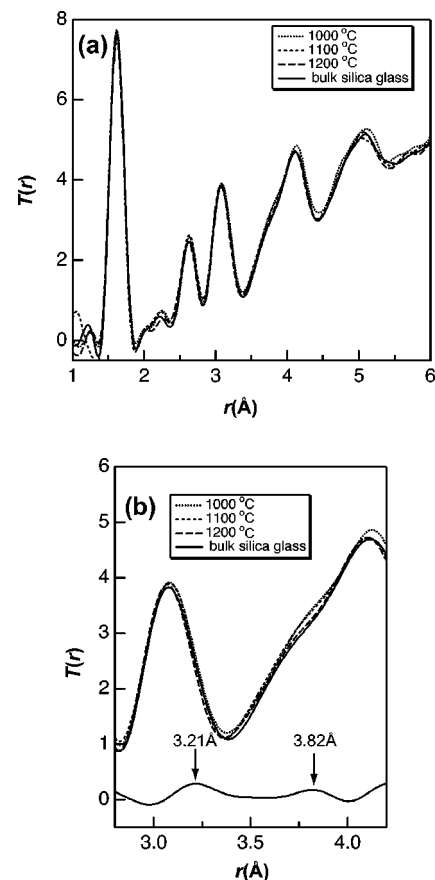 (a)
1000 °C
1100 °C
1200 °C
bulk silica glass
8
6
4
2
0
T(r)
1 2 3 4 5 6
r(Å)
(b)
1000 °C
1100 °C
1200 °C
bulk silica glass
6
5
4
3
2
1
0
T(r)
3.21Å 3.82Å
3.0 3.5 4.0
r(Å)